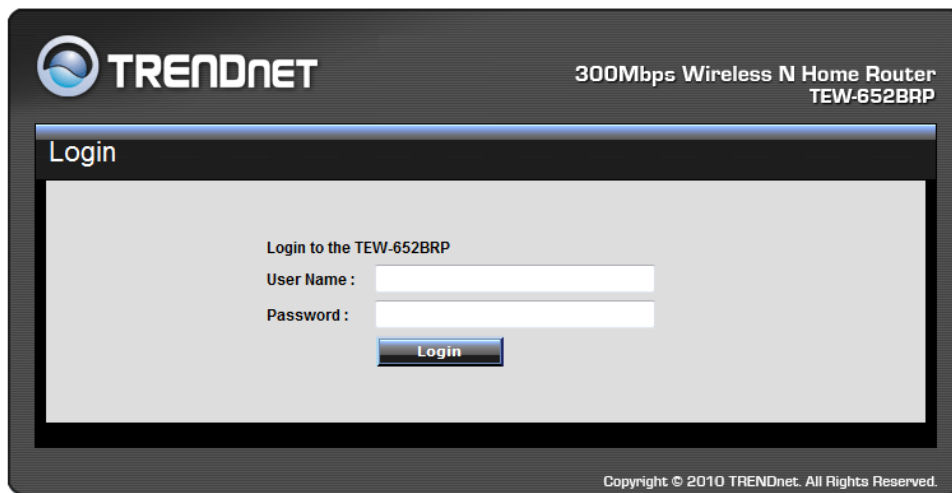 TRENDnet
300Mbps Wireless N Home Router
TEW-652BRP
Login
Login to the TEW-652BRP
User Name :
Password :
Login
Copyright © 2010 TRENDnet. All Rights Reserved.